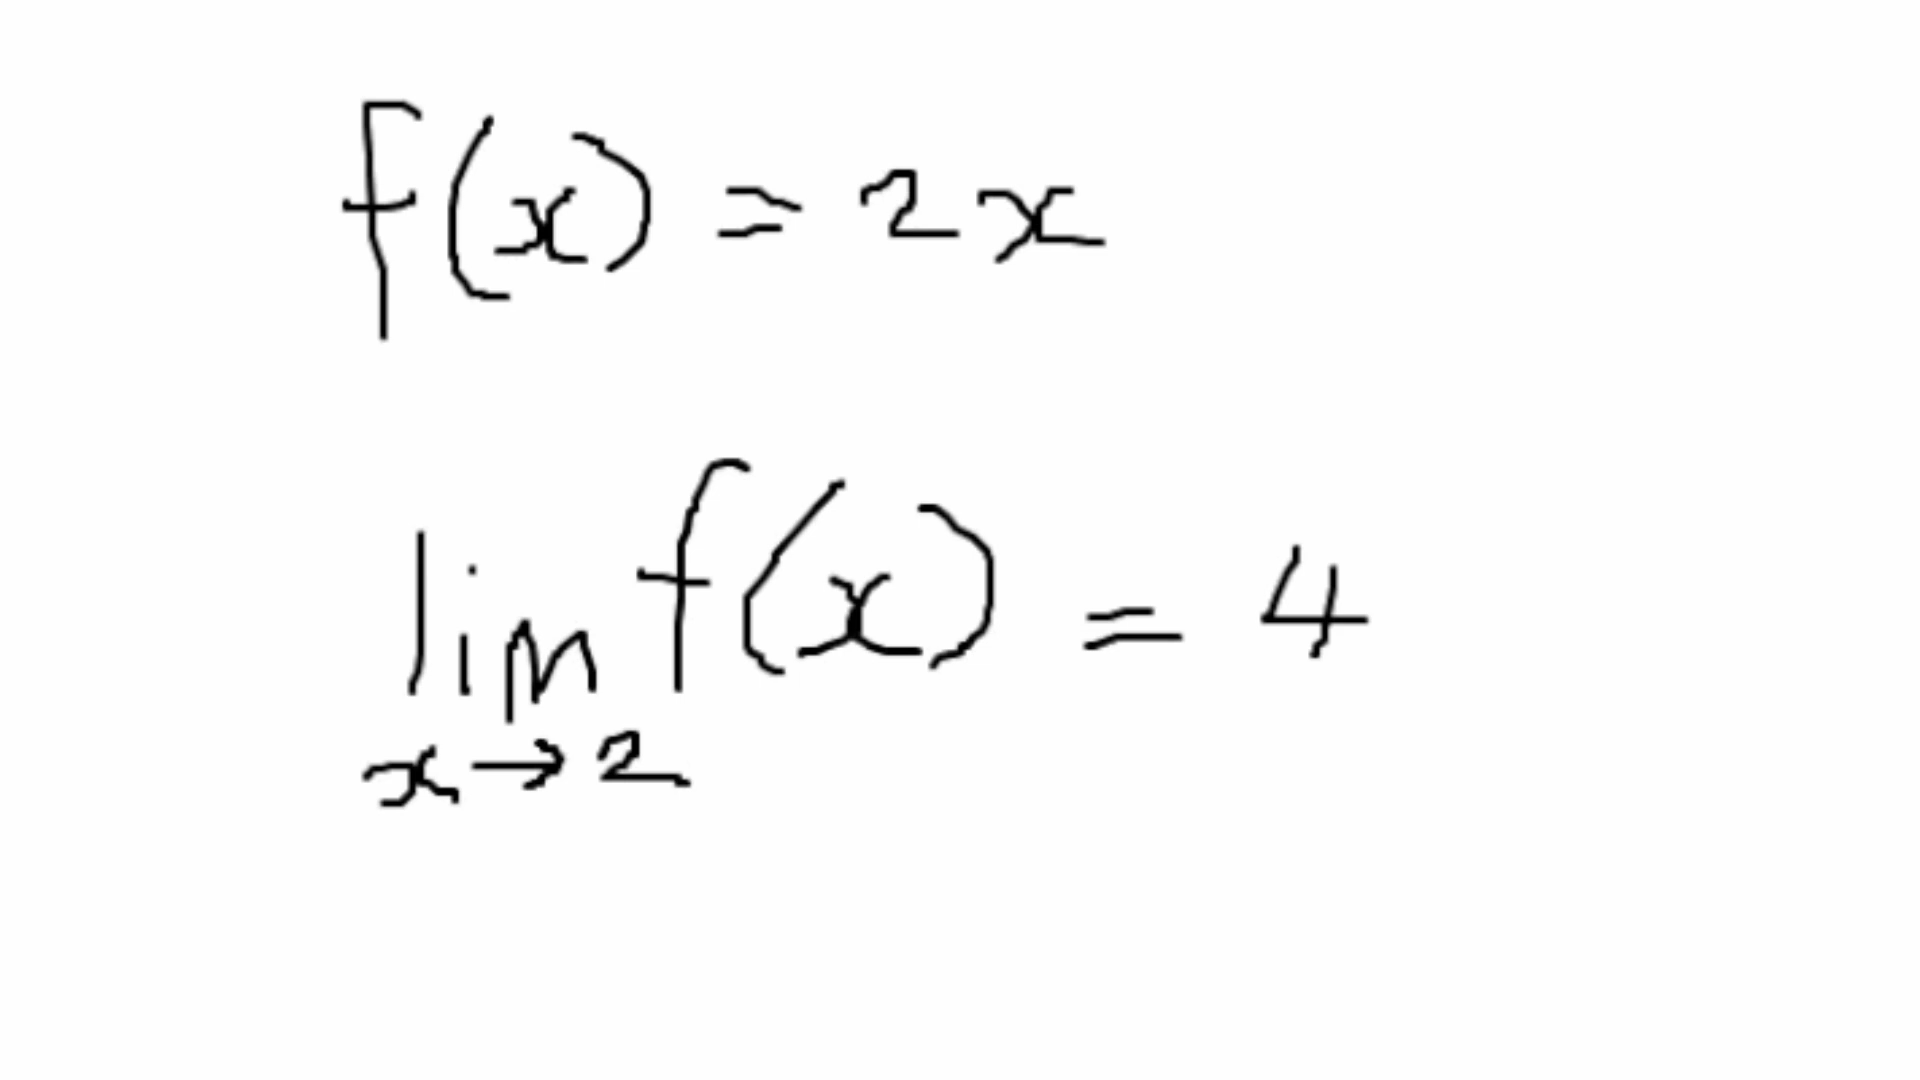 f(x) = 2x
lim f(x) = 4
x→2